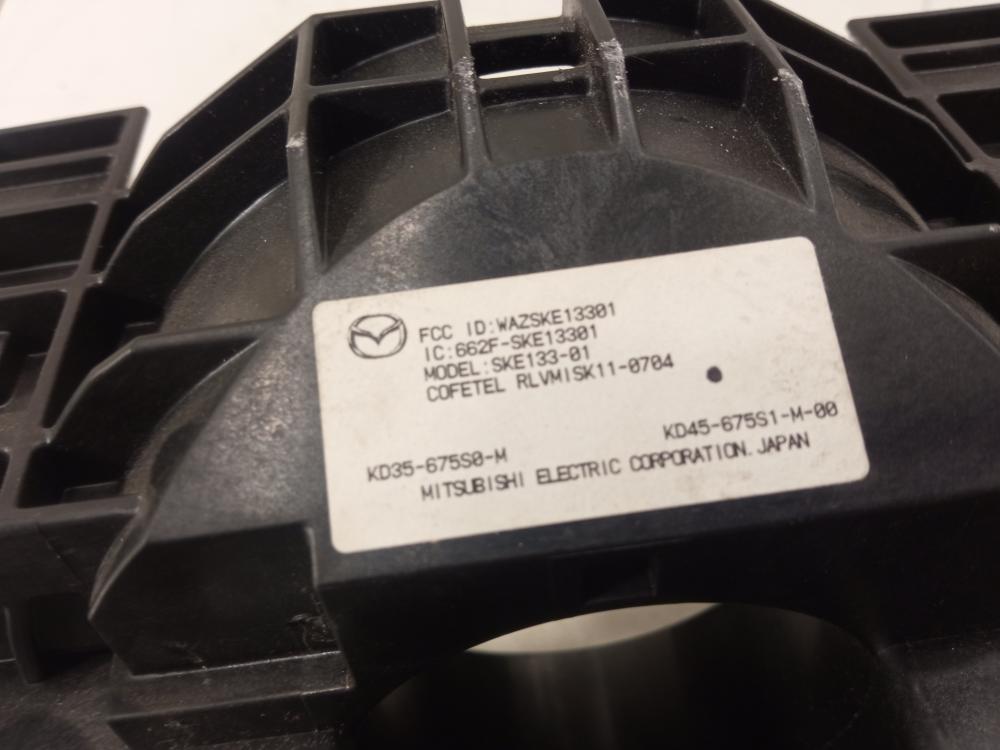 FCC ID:WAZSKE13301
IC:662F-SKE13301
MODEL:SKE133-01
COFETEL RLVMISK11-0704
KD35-675S0-M
KD45-675S1-M-00
MITSUBISHI ELECTRIC CORPORATION.JAPAN